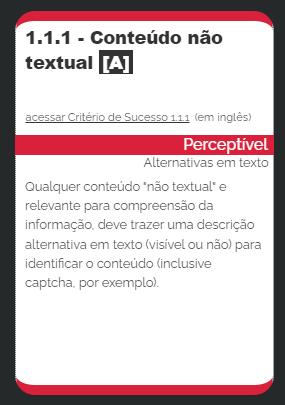 1.1.1 - Conteúdo não
textual [A]
acessar Critério de Sucesso 1.1.1 (em inglês)
Perceptível
Alternativas em texto
Qualquer conteúdo "não textual" e
relevante para compreensão da
informação, deve trazer uma descrição
alternativa em texto (visível ou não) para
identificar o conteúdo (inclusive
captcha, por exemplo).